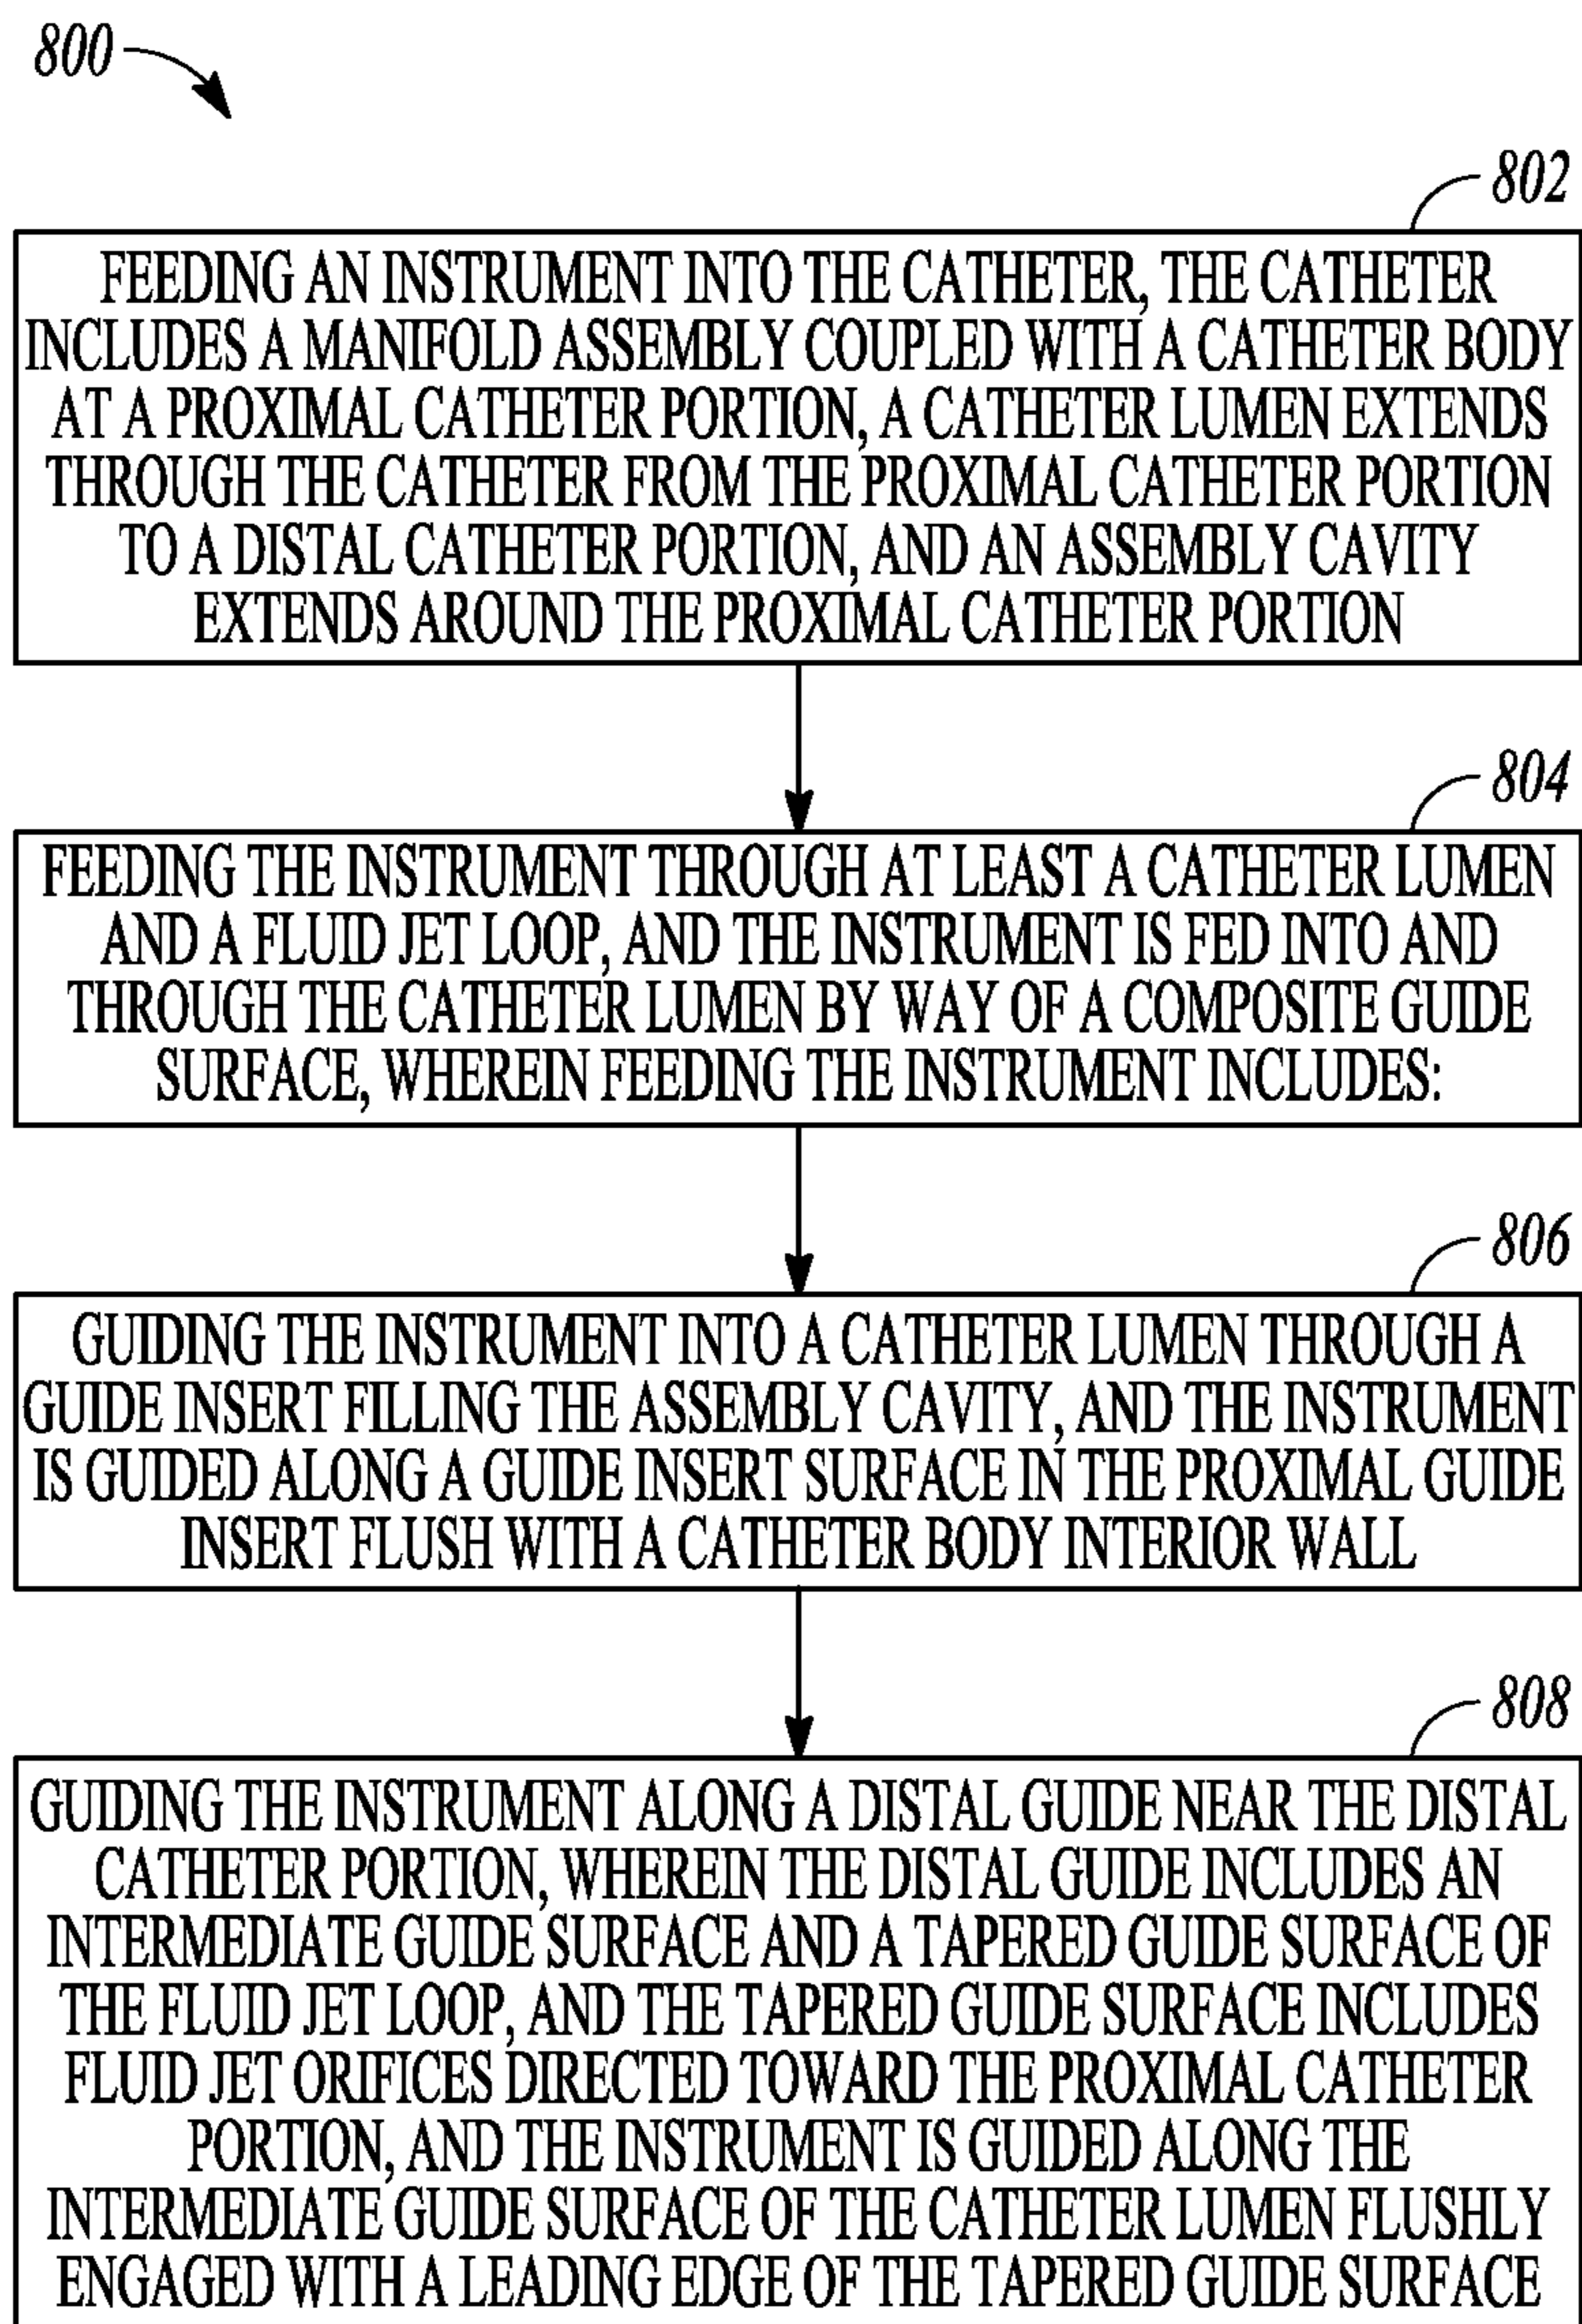 800
802
FEEDING AN INSTRUMENT INTO THE CATHETER, THE CATHETER
INCLUDES A MANIFOLD ASSEMBLY COUPLED WITH A CATHETER BODY
AT A PROXIMAL CATHETER PORTION, A CATHETER LUMEN EXTENDS
THROUGH THE CATHETER FROM THE PROXIMAL CATHETER PORTION
TO A DISTAL CATHETER PORTION, AND AN ASSEMBLY CAVITY
EXTENDS AROUND THE PROXIMAL CATHETER PORTION
804
FEEDING THE INSTRUMENT THROUGH AT LEAST A CATHETER LUMEN
AND A FLUID JET LOOP, AND THE INSTRUMENT IS FED INTO AND
THROUGH THE CATHETER LUMEN BY WAY OF A COMPOSITE GUIDE
SURFACE, WHEREIN FEEDING THE INSTRUMENT INCLUDES:
806
GUIDING THE INSTRUMENT INTO A CATHETER LUMEN THROUGH A
GUIDE INSERT FILLING THE ASSEMBLY CAVITY, AND THE INSTRUMENT
IS GUIDED ALONG A GUIDE INSERT SURFACE IN THE PROXIMAL GUIDE
INSERT FLUSH WITH A CATHETER BODY INTERIOR WALL
808
GUIDING THE INSTRUMENT ALONG A DISTAL GUIDE NEAR THE DISTAL
CATHETER PORTION, WHEREIN THE DISTAL GUIDE INCLUDES AN
INTERMEDIATE GUIDE SURFACE AND A TAPERED GUIDE SURFACE OF
THE FLUID JET LOOP, AND THE TAPERED GUIDE SURFACE INCLUDES
FLUID JET ORIFICES DIRECTED TOWARD THE PROXIMAL CATHETER
PORTION, AND THE INSTRUMENT IS GUIDED ALONG THE
INTERMEDIATE GUIDE SURFACE OF THE CATHETER LUMEN FLUSHLY
ENGAGED WITH A LEADING EDGE OF THE TAPERED GUIDE SURFACE